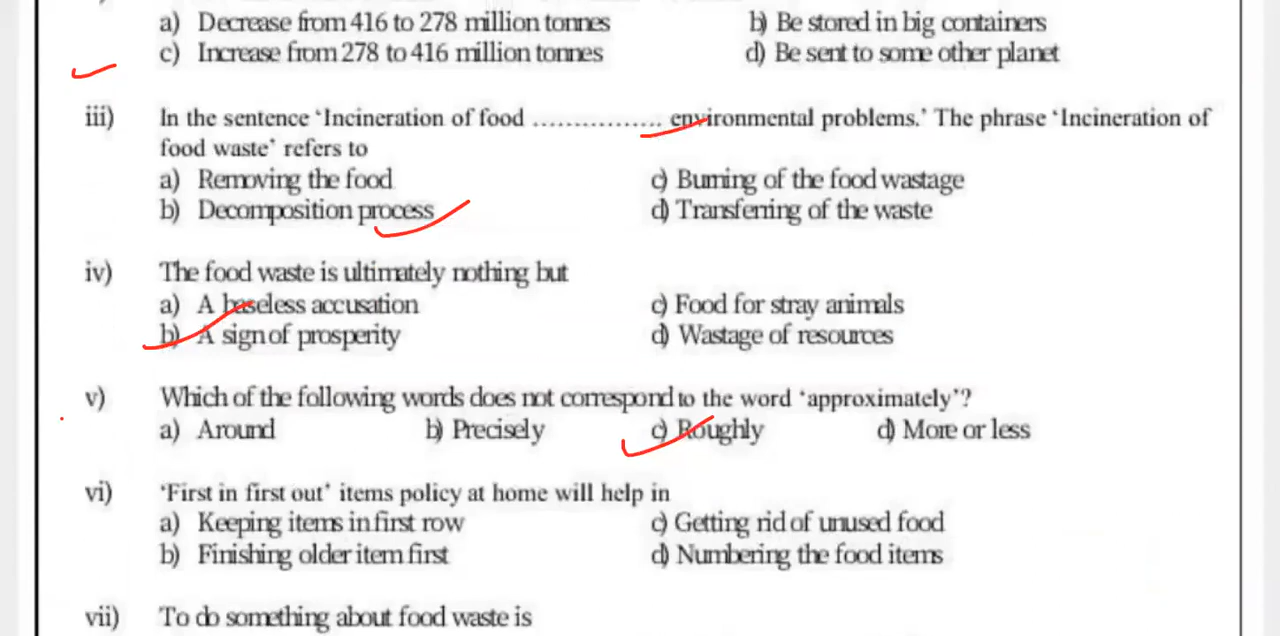 a) Decrease from 416 to 278 million tonnes b) Be stored in big containers
c) Increase from 278 to 416 million tonnes d) Be sent to some other planet
iii) In the sentence ‘Incineration of food ................ environmental problems.’ The phrase ‘Incineration of
food waste’ refers to
a) Removing the food c) Burning of the food wastage
b) Decomposition process d) Transferring of the waste
iv) The food waste is ultimately nothing but
a) A baseless accusation c) Food for stray animals
b) A sign of prosperity d) Wastage of resources
v) Which of the following words does not correspond to the word ‘approximately’?
a) Around b) Precisely c) Roughly d) More or less
vi) ‘First in first out’ items policy at home will help in
a) Keeping items in first row c) Getting rid of unused food
b) Finishing older item first d) Numbering the food items
vii) To do something about food waste is